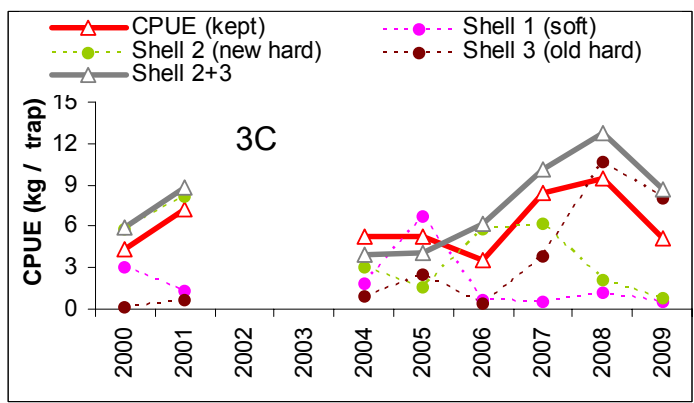 CPUE (kept)
Shell 1 (soft)
Shell 2 (new hard)
Shell 3 (old hard)
Shell 2+3
3C
CPUE (kg / trap)
15
12
9
6
3
0
2000
2001
2002
2003
2004
2005
2006
2007
2008
2009